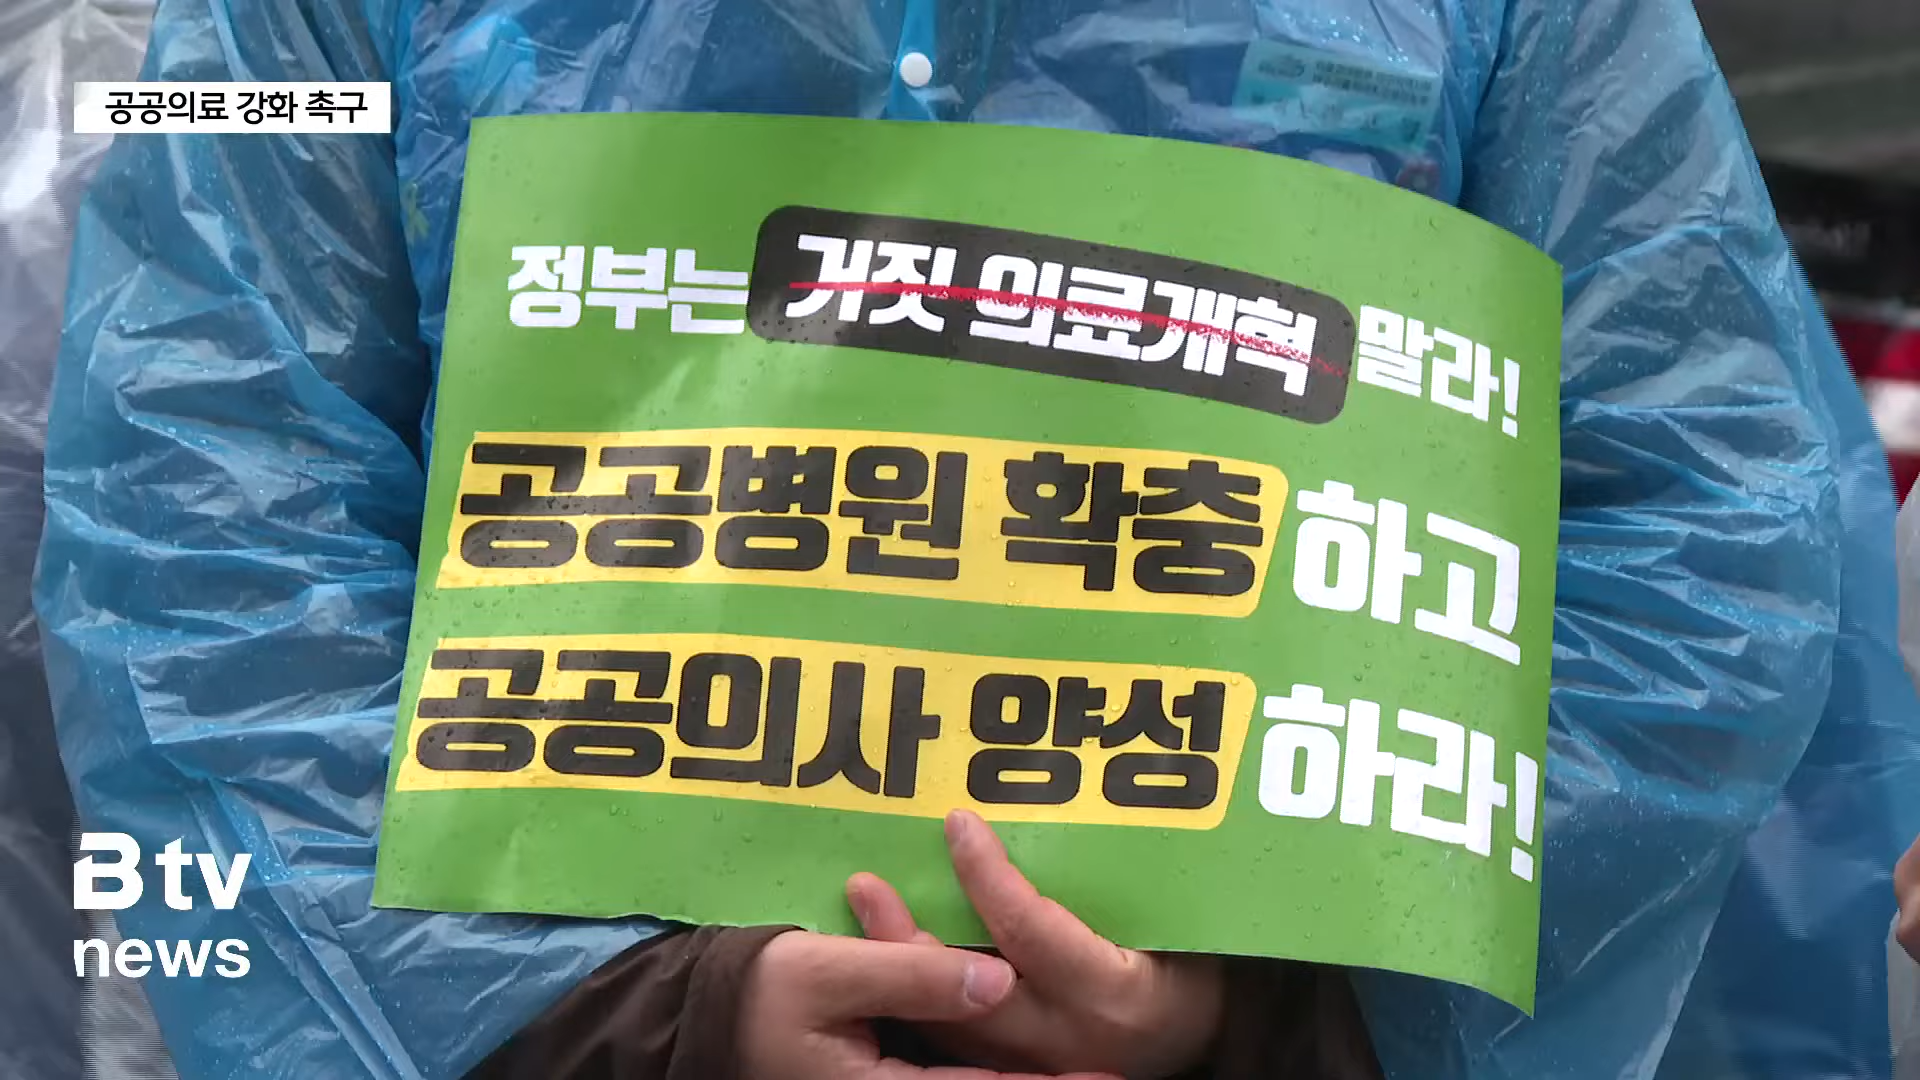 공공의료 강화 촉구
정부는 거짓 의료개혁 말라!
공공병원 확충 하고
공공의사 양성 하라!
B tv
news